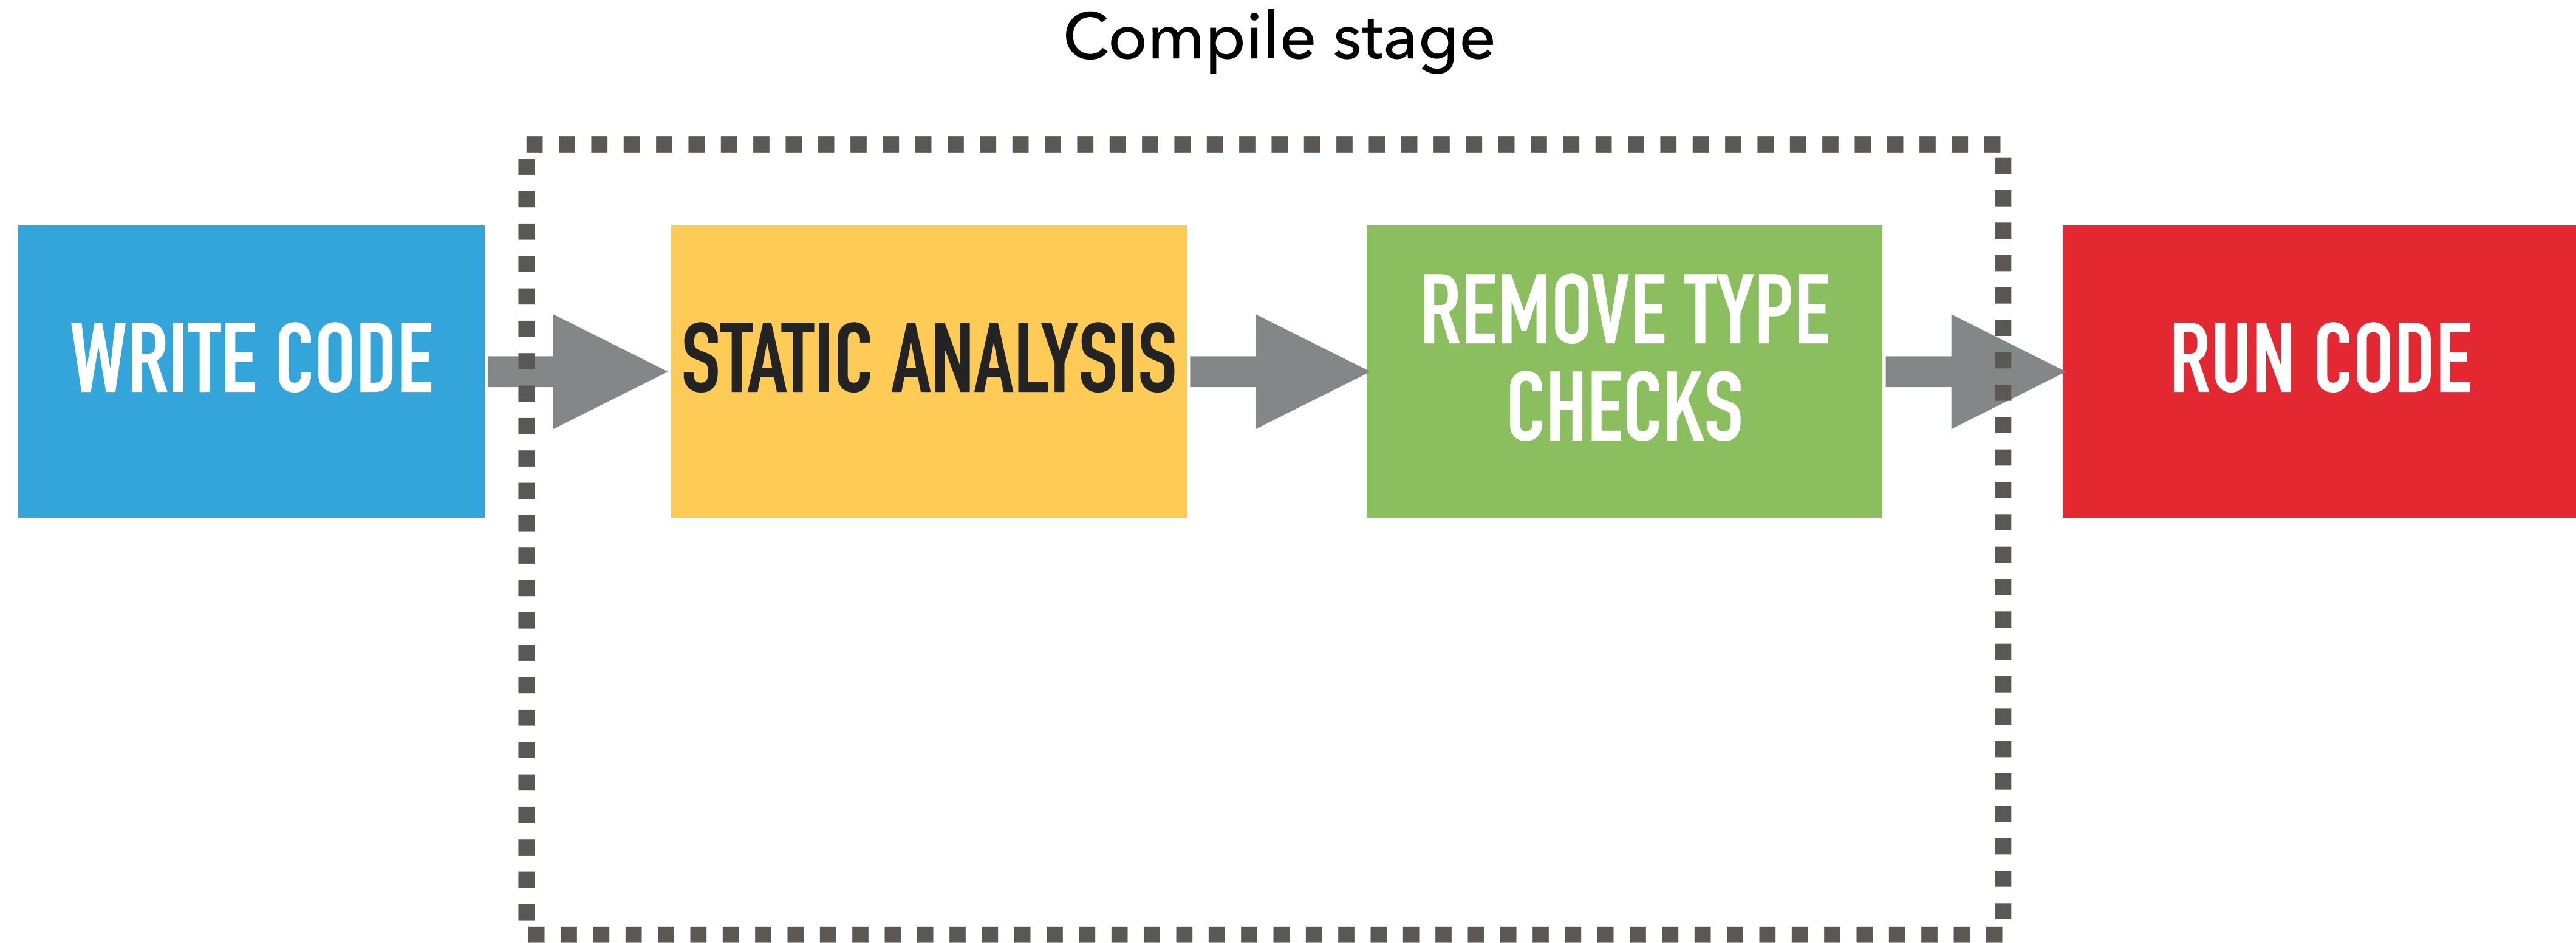 Compile stage
WRITE CODE
STATIC ANALYSIS
REMOVE TYPE
CHECKS
RUN CODE